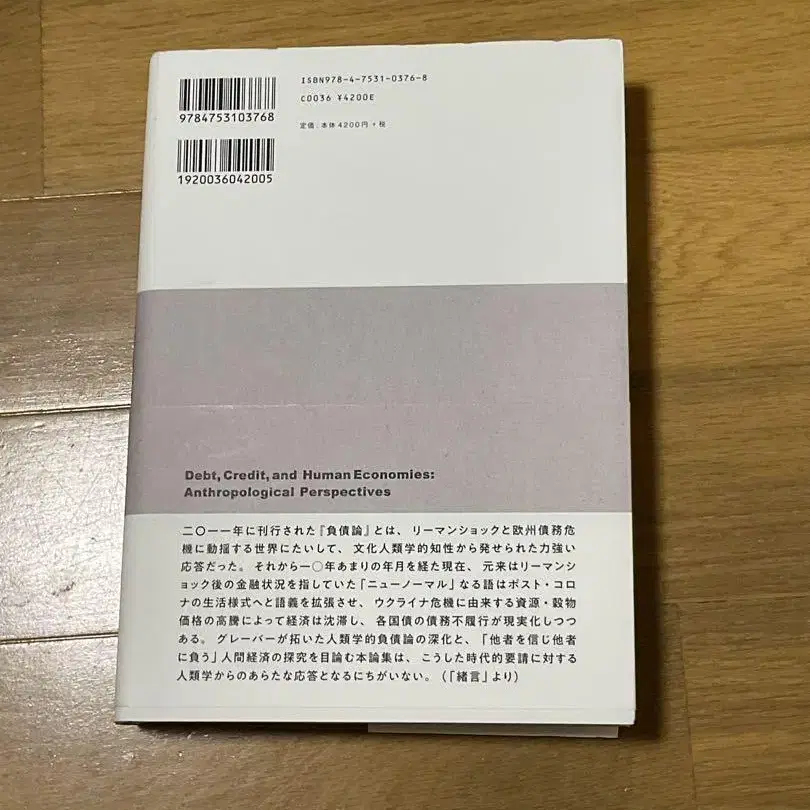 ISBN978-4-7531-0376-8
C0036 ¥4200E
定価:本体4200円+税
9784753103768
1920036042005
Debt, Credit, and Human Economies:
Anthropological Perspectives
二〇一一年に刊行された『負債論』とは、リーマンショックと欧州債務危
機に動揺する世界にたいして、文化人類学的知性から発せられた力強い
応答だった。それから一〇年あまりの年月を経た現在、元来はリーマンシ
ョック後の金融状況を指していた「ニューノーマル」なる語はポスト・コロ
ナの生活様式へと語義を拡張させ、ウクライナ危機に由来する資源・穀物
価格の高騰によって経済は沈滞し、各国債の債務不履行が現実化しつつ
ある。グレーバーが拓いた人類学的負債論の深化と、「他者を信じ他者
に負う」人間経済の探究を目論む本論集は、こうした時代的要請に対する
人類学からのあらたな応答となるにちがいない。(「緒言」より)